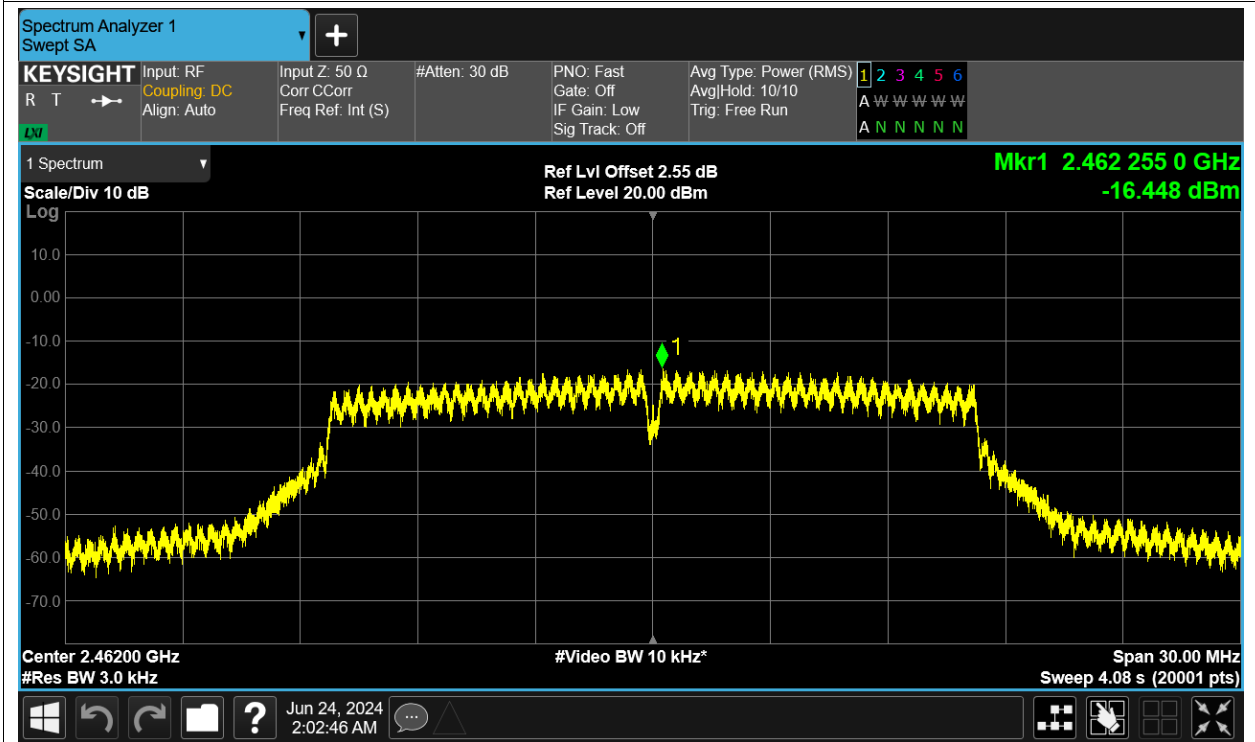 Spectrum Analyzer 1
Swept SA
+
KEYSIGHT
R T
LXI
Input: RF
Coupling: DC
Align: Auto
Input Z: 50 Ω
Corr CCorr
Freq Ref: Int (S)
#Atten: 30 dB
PNO: Fast
Gate: Off
IF Gain: Low
Sig Track: Off
Avg Type: Power (RMS)
Avg|Hold: 10/10
Trig: Free Run
1 2 3 4 5 6
A W W W W W
A N N N N N
1 Spectrum
Scale/Div 10 dB
Ref Lvl Offset 2.55 dB
Ref Level 20.00 dBm
Mkr1 2.462 255 0 GHz
-16.448 dBm
Log
10.0
0.00
-10.0
-20.0
-30.0
-40.0
-50.0
-60.0
-70.0
1
Center 2.46200 GHz
#Res BW 3.0 kHz
#Video BW 10 kHz*
Span 30.00 MHz
Sweep 4.08 s (20001 pts)
?
Jun 24, 2024
2:02:46 AM